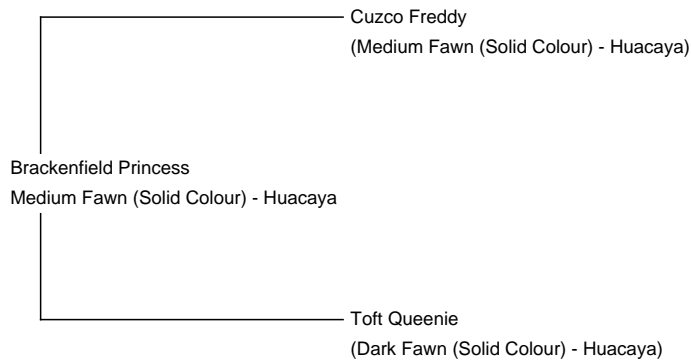 Cuzco Freddy
(Medium Fawn (Solid Colour) - Huacaya)
Brackenfield Princess
Medium Fawn (Solid Colour) - Huacaya
Toft Queenie
(Dark Fawn (Solid Colour) - Huacaya)